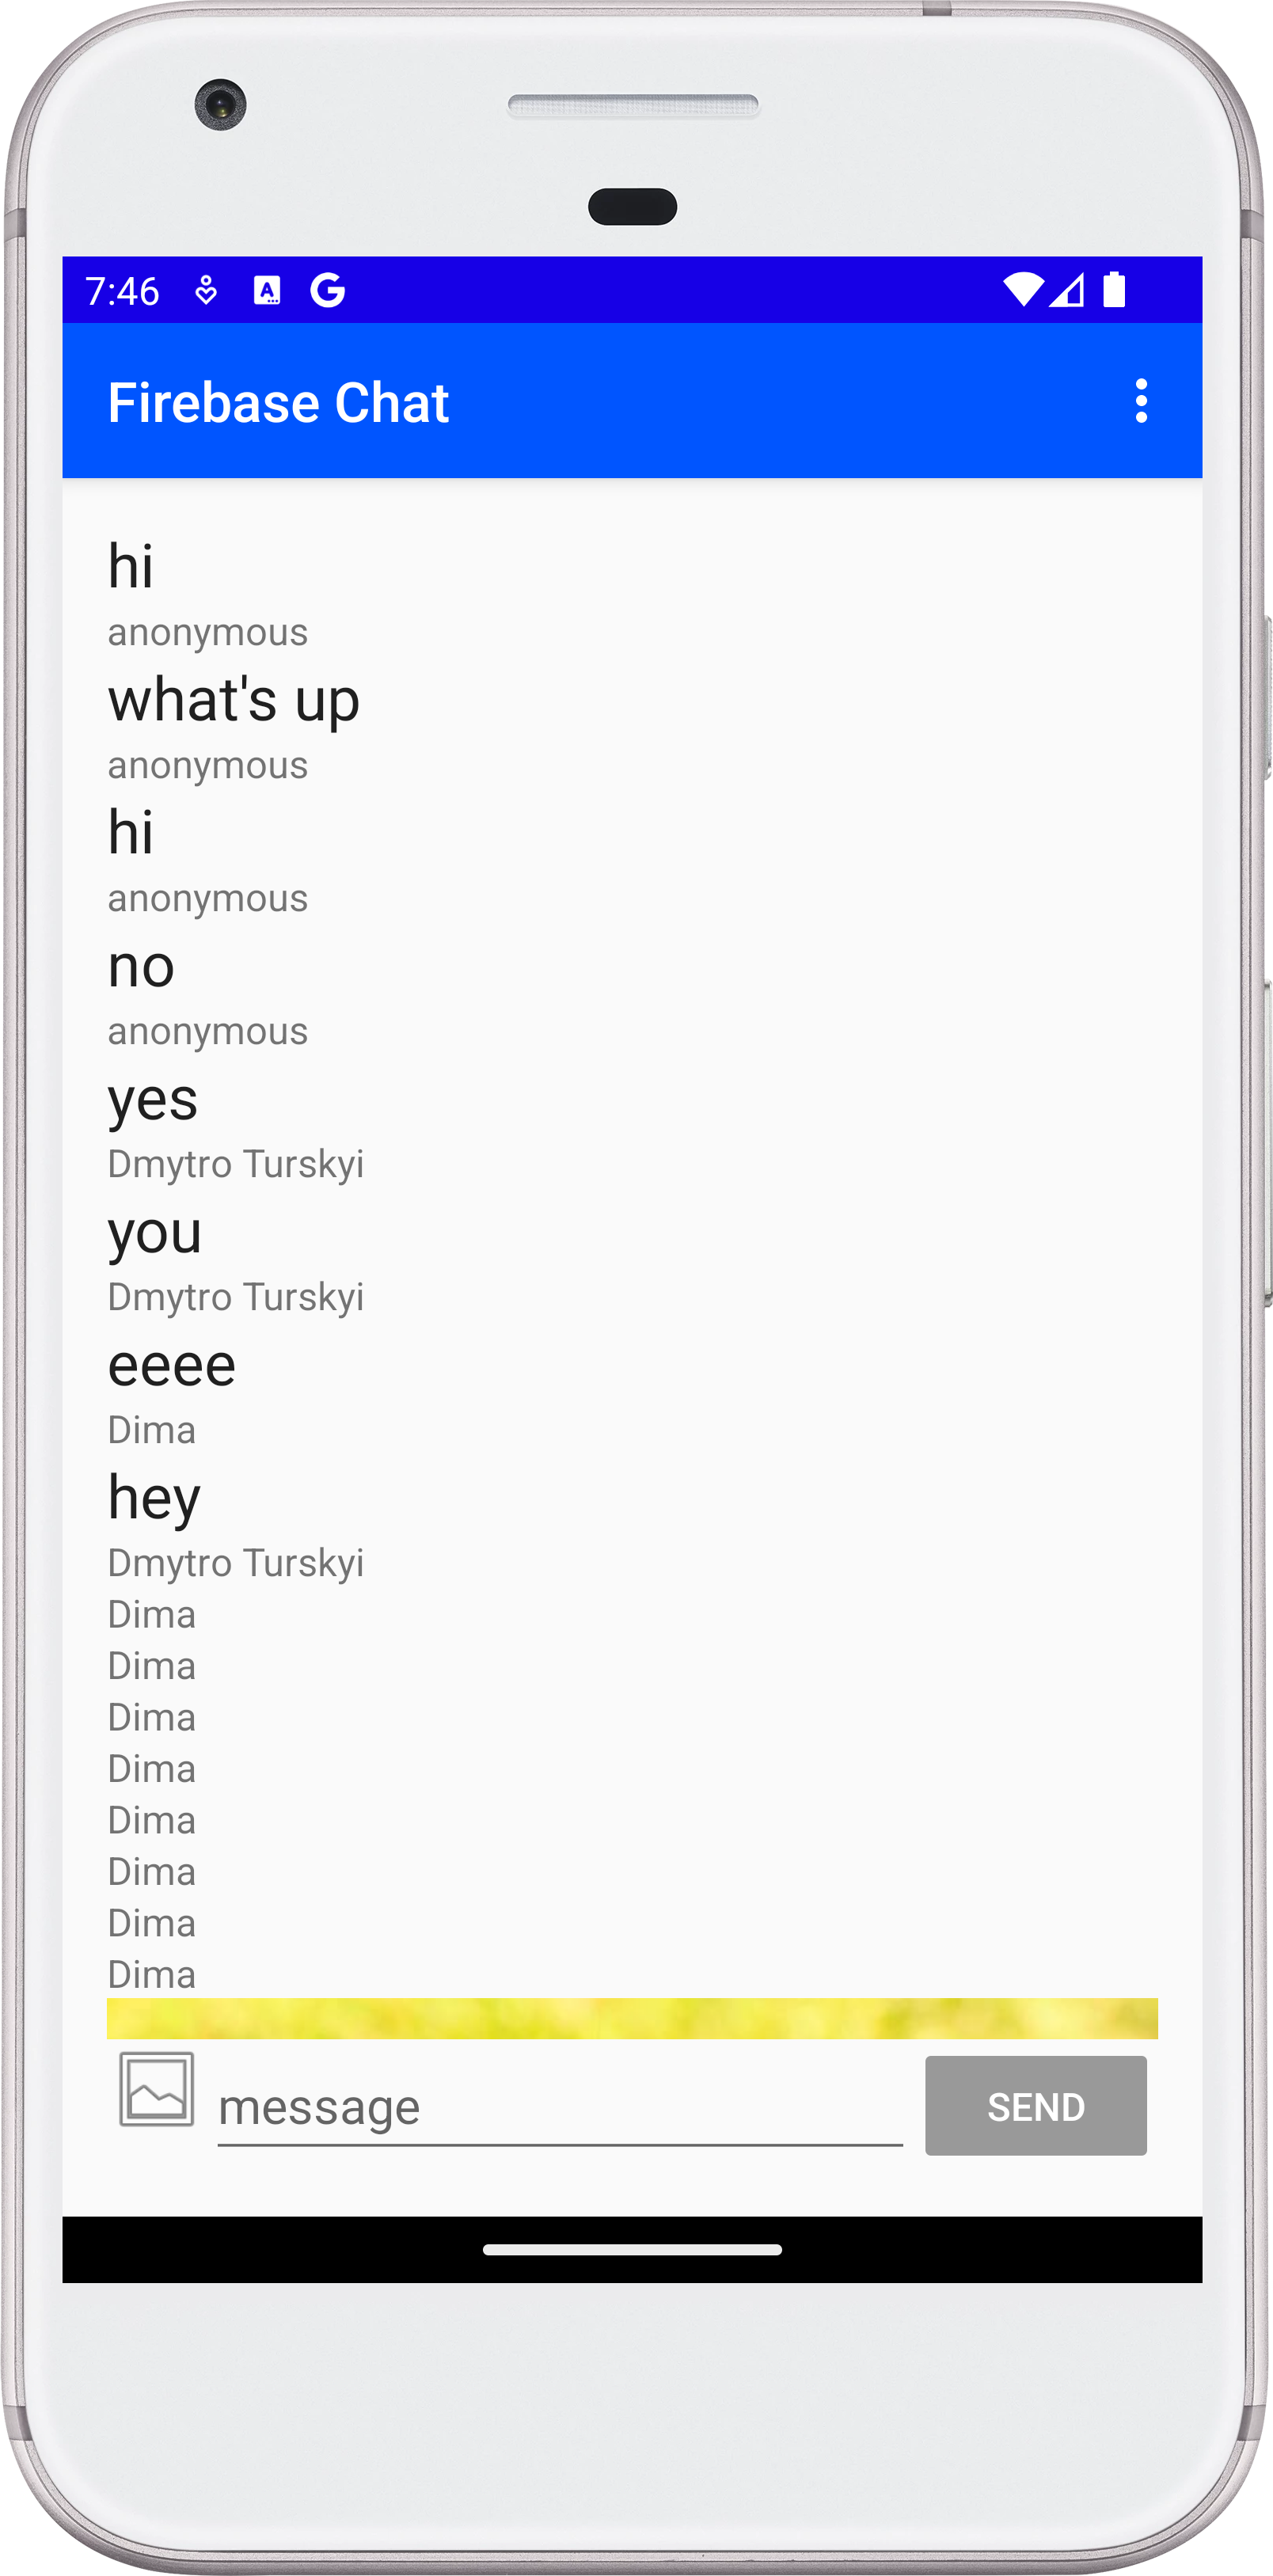 7:46
Firebase Chat
hi
anonymous
what's up
anonymous
hi
anonymous
no
anonymous
yes
Dmytro Turskyi
you
Dmytro Turskyi
eeee
Dima
hey
Dmytro Turskyi
Dima
Dima
Dima
Dima
Dima
Dima
Dima
Dima
message
SEND